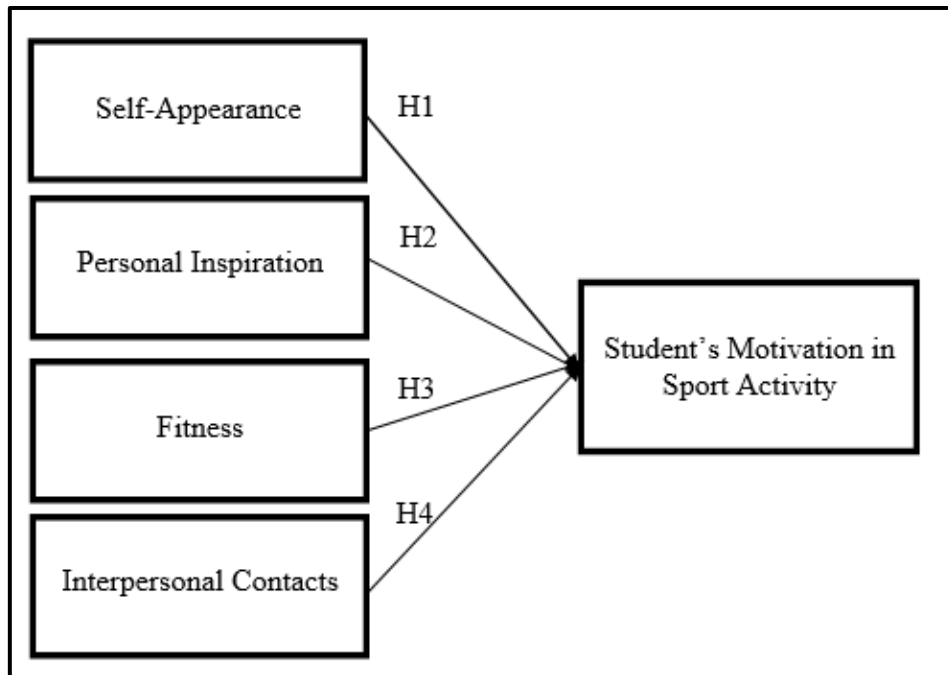 Self-Appearance
H1
Personal Inspiration
H2
Fitness
H3
Interpersonal Contacts
H4
Student’s Motivation in
Sport Activity